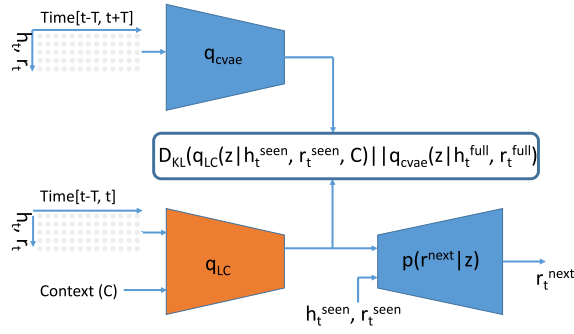 Time[t-T, t+T]
h_t, r_t
q_cvae
D_KL(q_LC(z|h_t^seen, r_t^seen, C)||q_cvae(z|h_t^full, r_t^full)
Time[t-T, t]
h_t, r_t
q_LC
p(r^next|z)
Context (C)
r_t^next
h_t^seen, r_t^seen